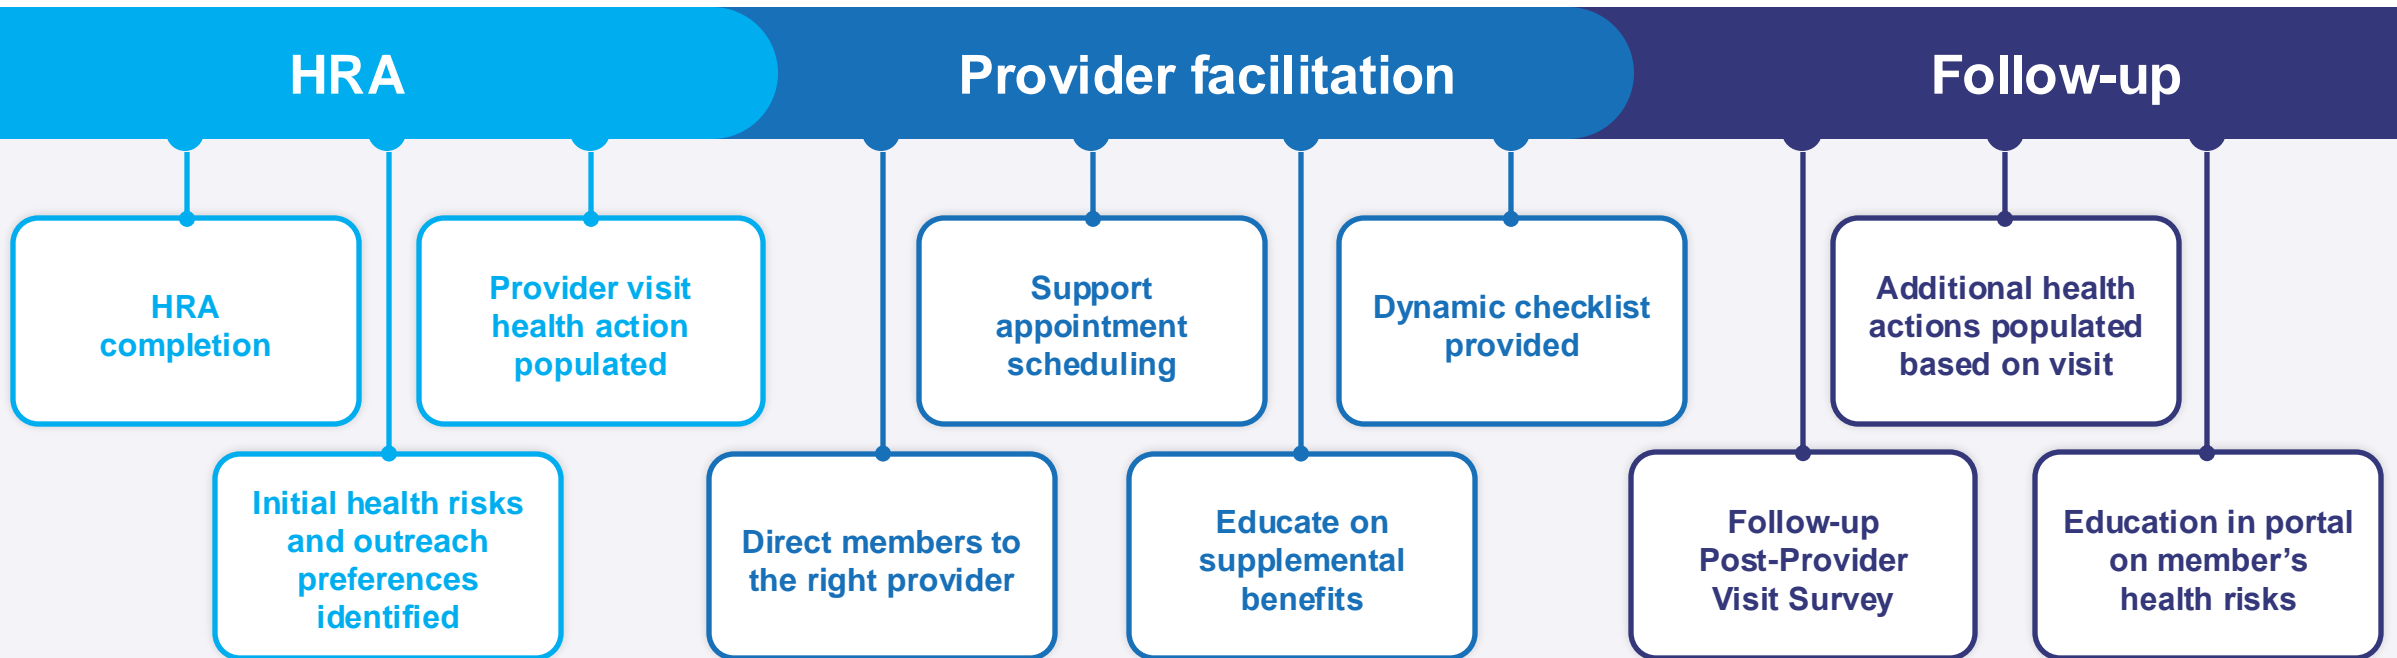 HRA
Provider facilitation
Follow-up
HRA
completion
Initial health risks
and outreach
preferences
identified
Provider visit
health action
populated
Direct members to
the right provider
Support
appointment
scheduling
Educate on
supplemental
benefits
Dynamic checklist
provided
Follow-up
Post-Provider
Visit Survey
Additional health
actions populated
based on visit
Education in portal
on member’s
health risks